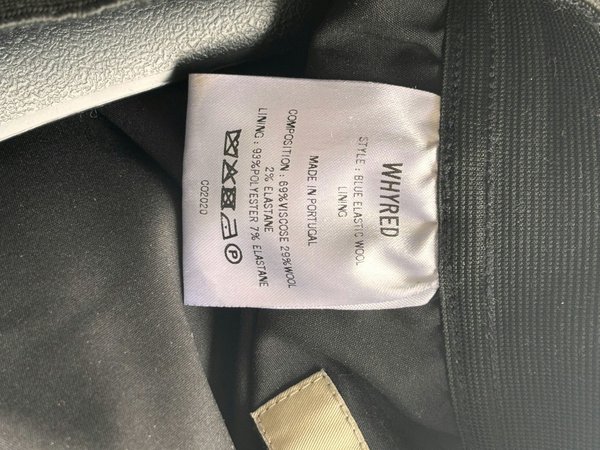 WHYRED
STYLE : BLUE ELASTIC WOOL
LINING
MADE IN PORTUGAL
COMPOSITION : 69%VISCOSE 29%WOOL
2% ELASTANE
LINING : 93%POLYESTER 7% ELASTANE
P
CO2020